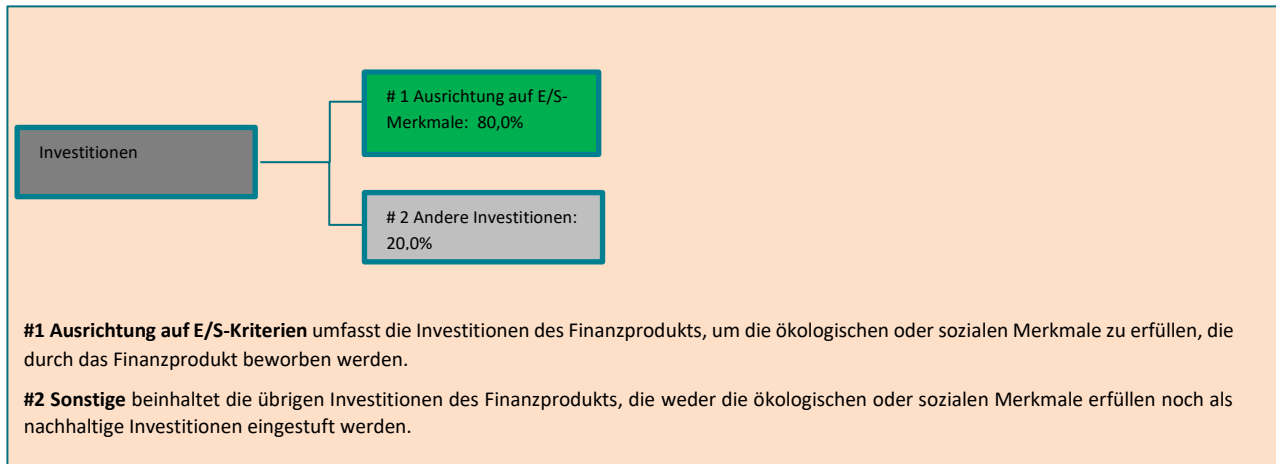 # 1 Ausrichtung auf E/S-
Merkmale:  80,0%
Investitionen
# 2 Andere Investitionen:
20,0%
#1 Ausrichtung auf E/S-Kriterien umfasst die Investitionen des Finanzprodukts, um die ökologischen oder sozialen Merkmale zu erfüllen, die
durch das Finanzprodukt beworben werden.
#2 Sonstige beinhaltet die übrigen Investitionen des Finanzprodukts, die weder die ökologischen oder sozialen Merkmale erfüllen noch als
nachhaltige Investitionen eingestuft werden.